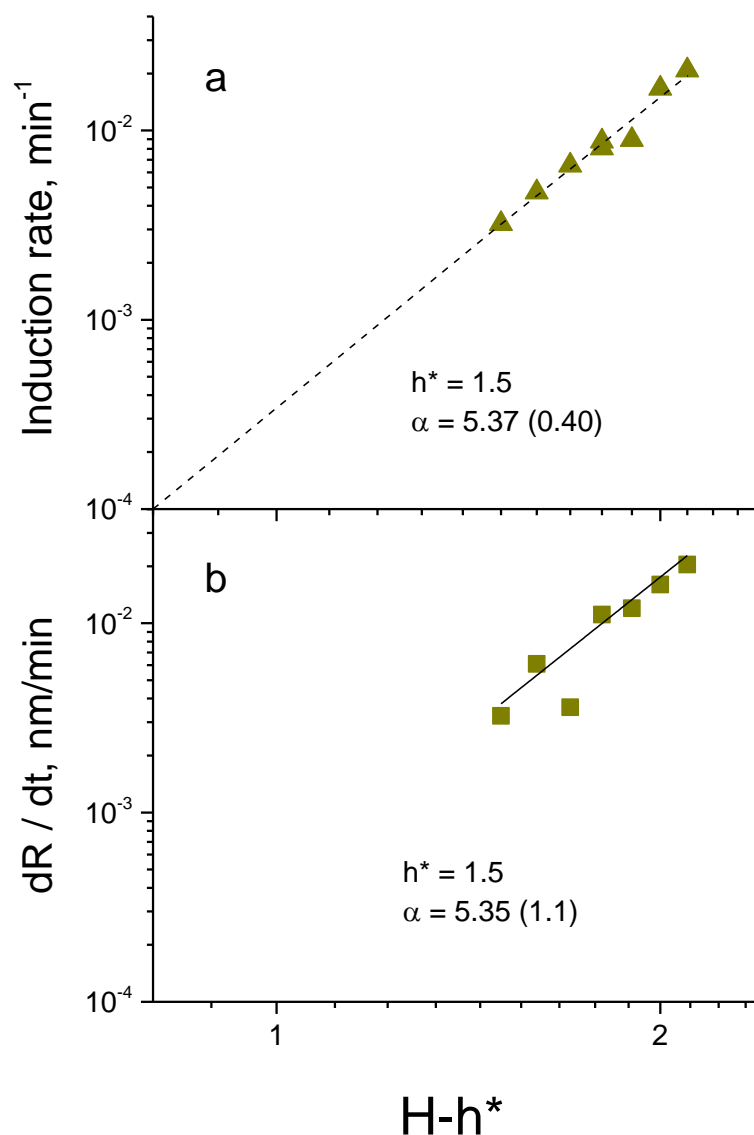 a
Induction rate, min⁻¹
10⁻²
10⁻³
10⁻⁴
h* = 1.5
α = 5.37 (0.40)
b
dR / dt, nm/min
10⁻²
10⁻³
10⁻⁴
h* = 1.5
α = 5.35 (1.1)
1 2
H-h*